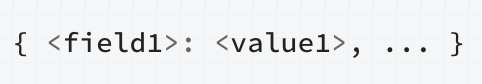 { <field1>: <value1>, ... }